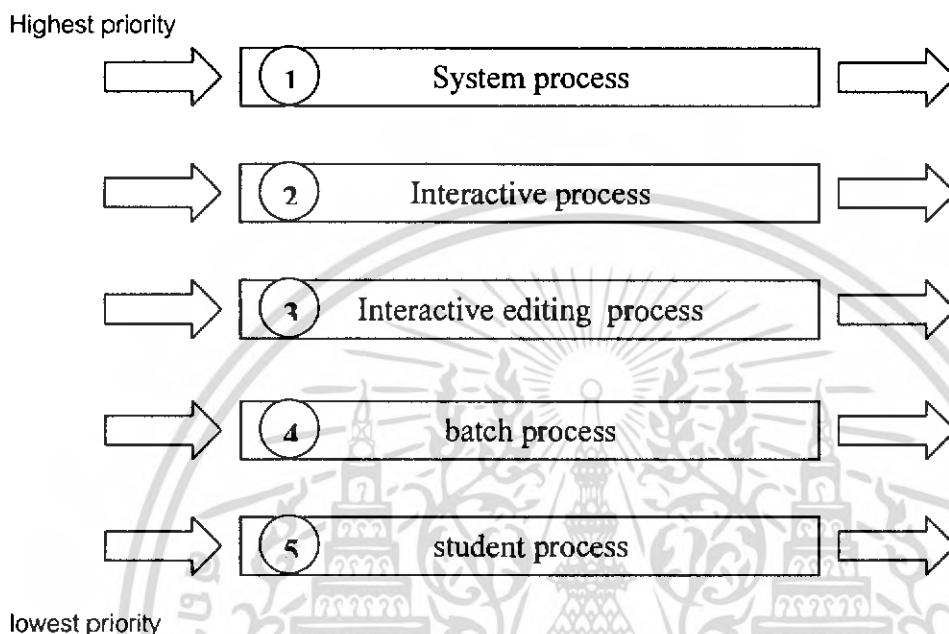 Highest priority
1 System process
2 Interactive process
3 Interactive editing process
4 batch process
5 student process
lowest priority